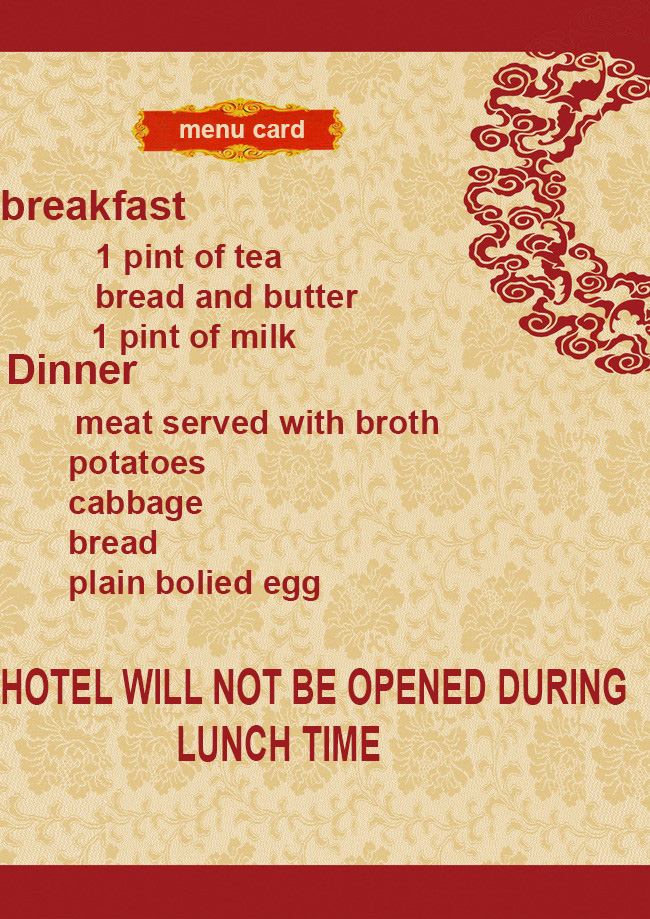 menu card
breakfast
1 pint of tea
bread and butter
1 pint of milk
Dinner
meat served with broth
potatoes
cabbage
bread
plain bolied egg
HOTEL WILL NOT BE OPENED DURING
LUNCH TIME